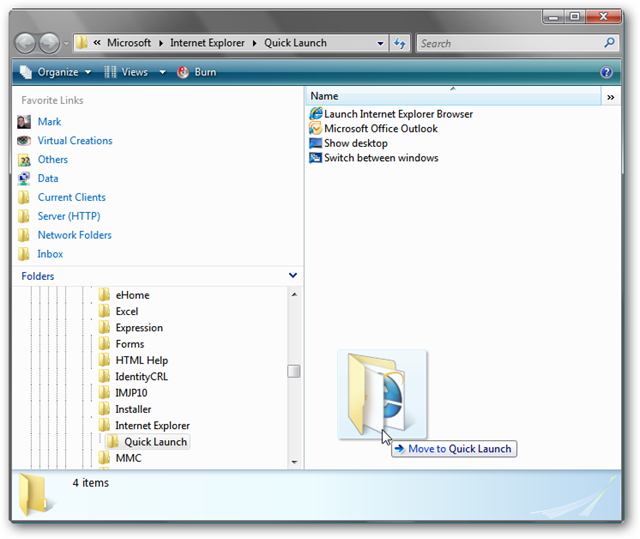 « Microsoft Internet Explorer Quick Launch Search
Organize Views Burn
Favorite Links
Mark
Virtual Creations
Others
Data
Current Clients
Server (HTTP)
Network Folders
Inbox
Folders
eHome
Excel
Expression
Forms
HTML Help
IdentityCRL
IMJP10
Installer
Internet Explorer
Quick Launch
MMC
Name »
Launch Internet Explorer Browser
Microsoft Office Outlook
Show desktop
Switch between windows
Move to Quick Launch
4 items